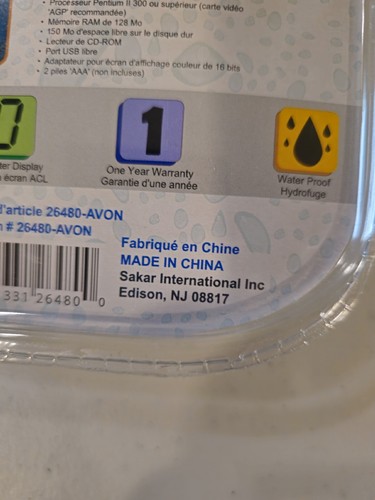 • Processeur Pentium II 300 ou supérieur (carte vidéo
"AGP' recommandée)
• Mémoire RAM de 128 Mo
• 150 Mo d'espace libre sur le disque dur
• Lecteur de CD-ROM
• Port USB libre
• Adaptateur pour écran d'affichage couleur de 16 bits
• 2 piles 'AAA' (non incluses)
1
Display
écran ACL
One Year Warranty
Garantie d'une année
Water Proof
Hydrofuge
d'article 26480-AVON
# 26480-AVON
Fabriqué en Chine
MADE IN CHINA
Sakar International Inc
Edison, NJ 08817
331 26480 0